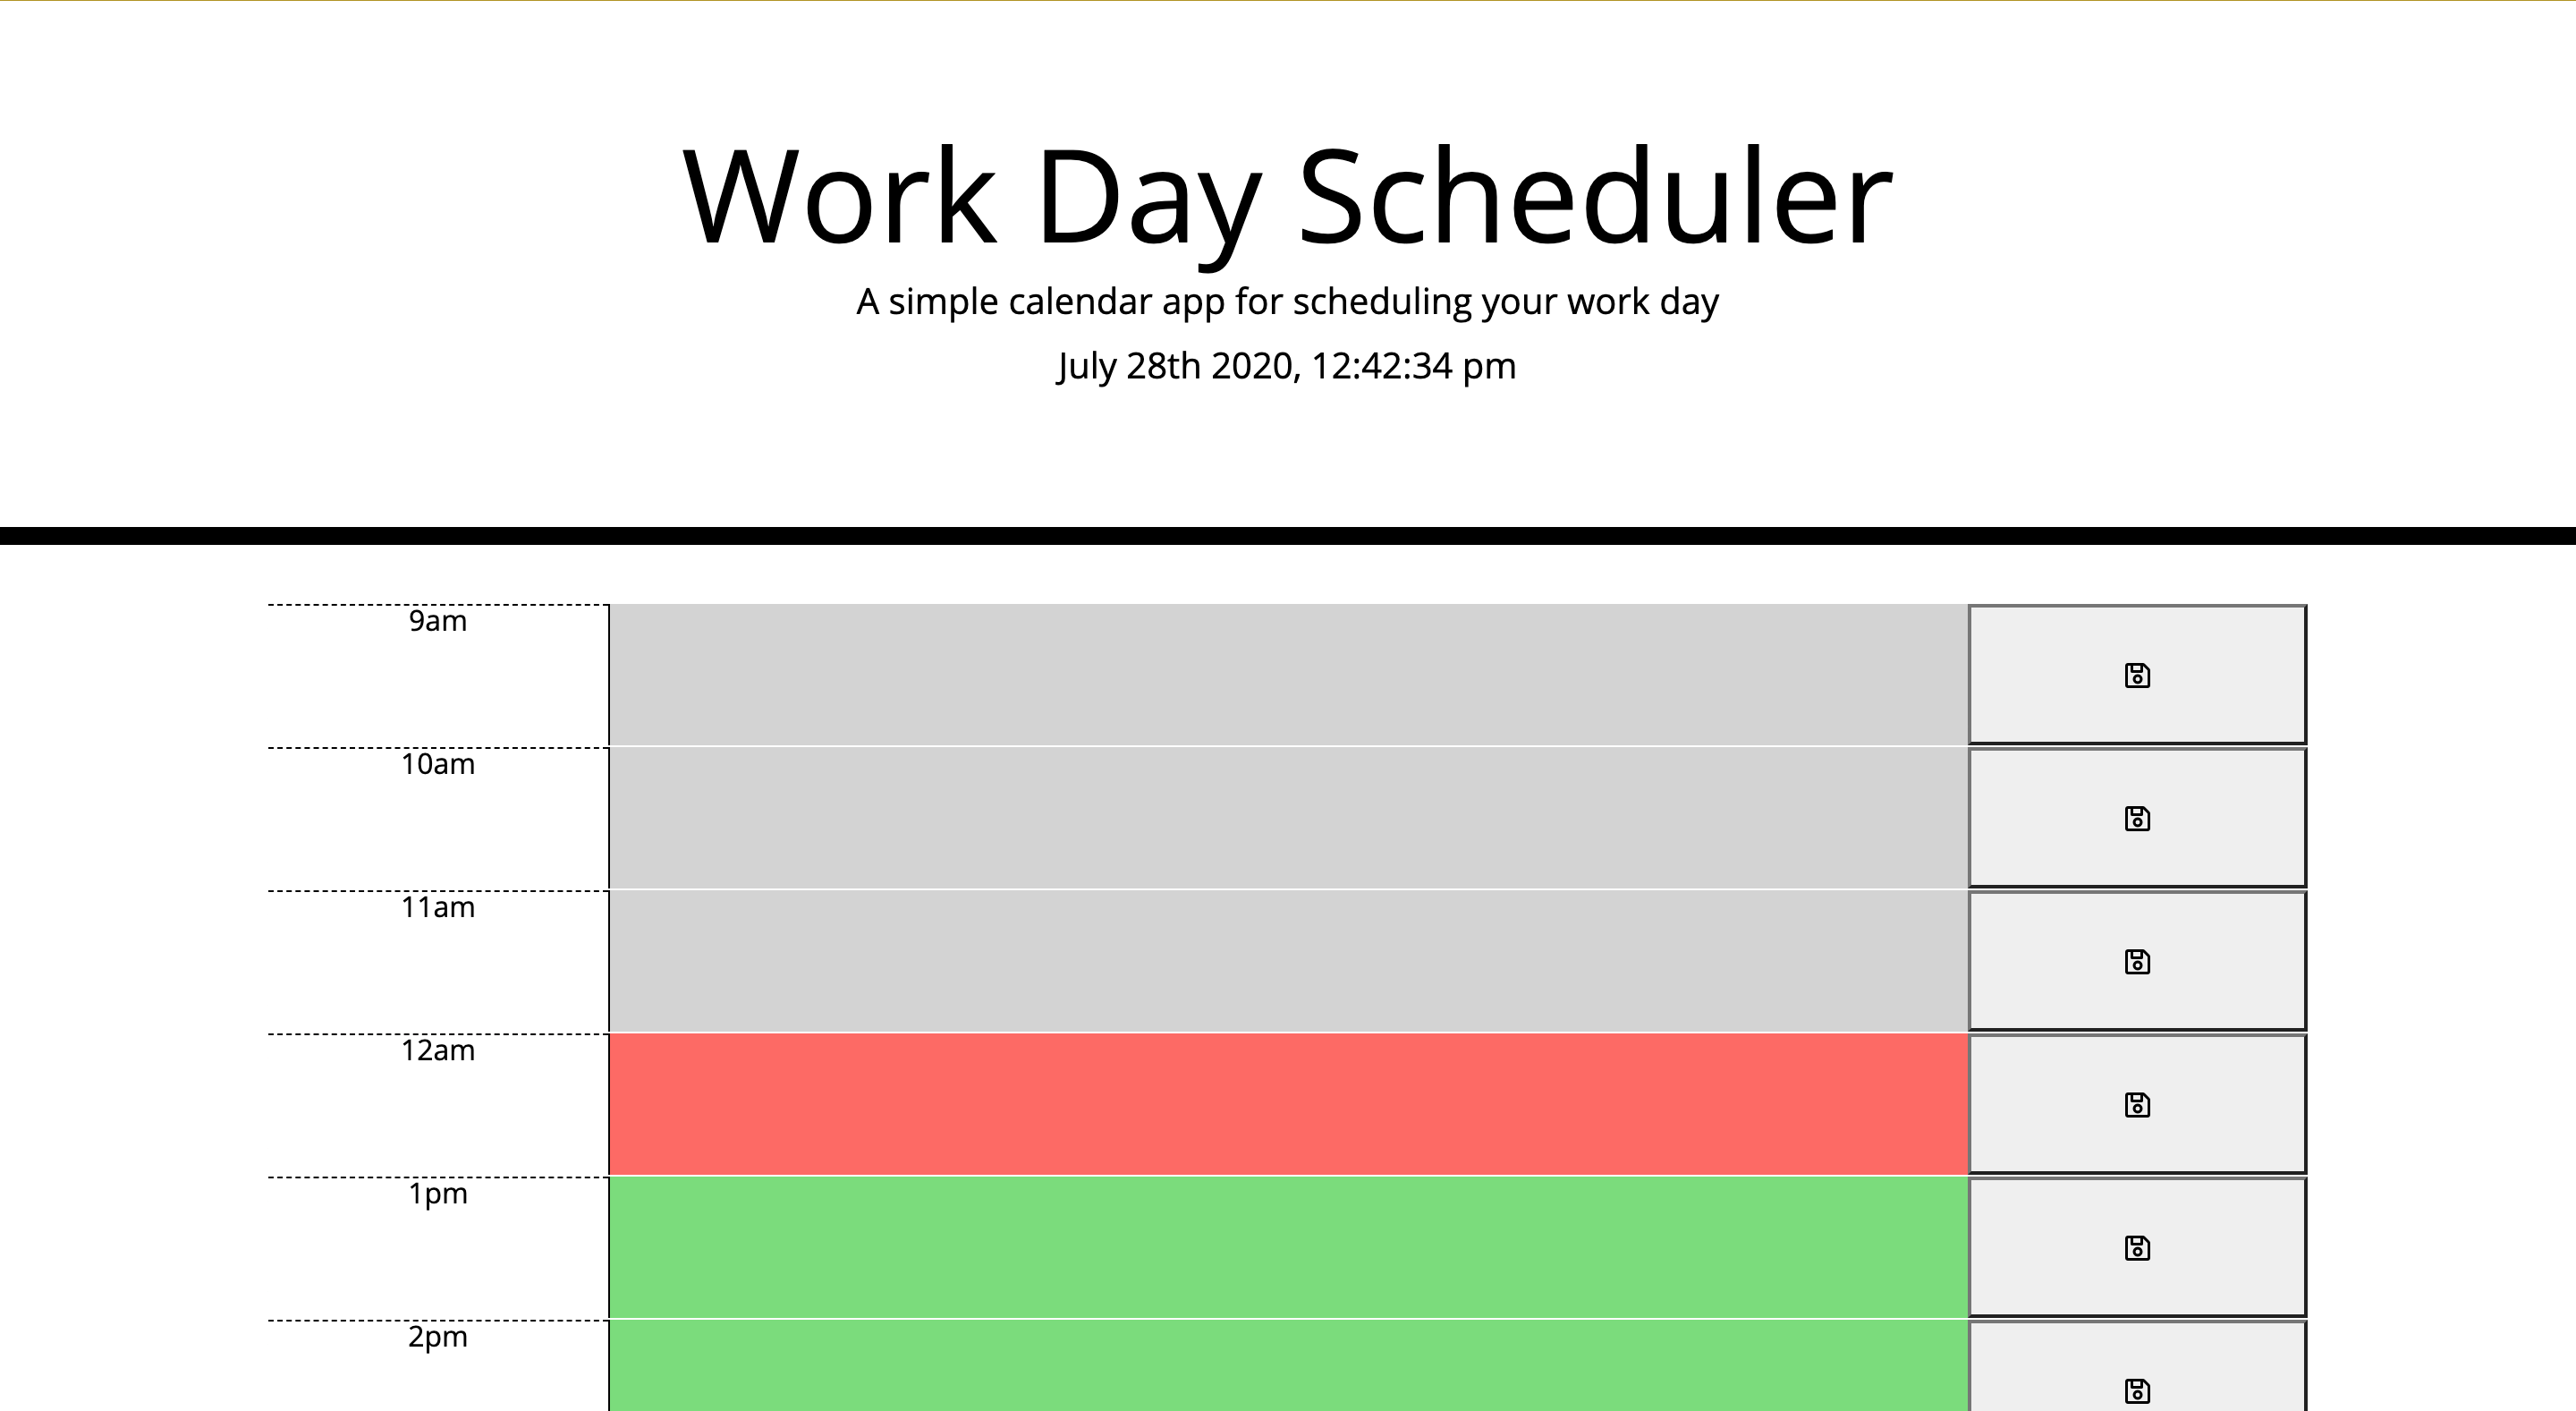 Work Day Scheduler
A simple calendar app for scheduling your work day
July 28th 2020, 12:42:34 pm
9am
10am
11am
12am
1pm
2pm